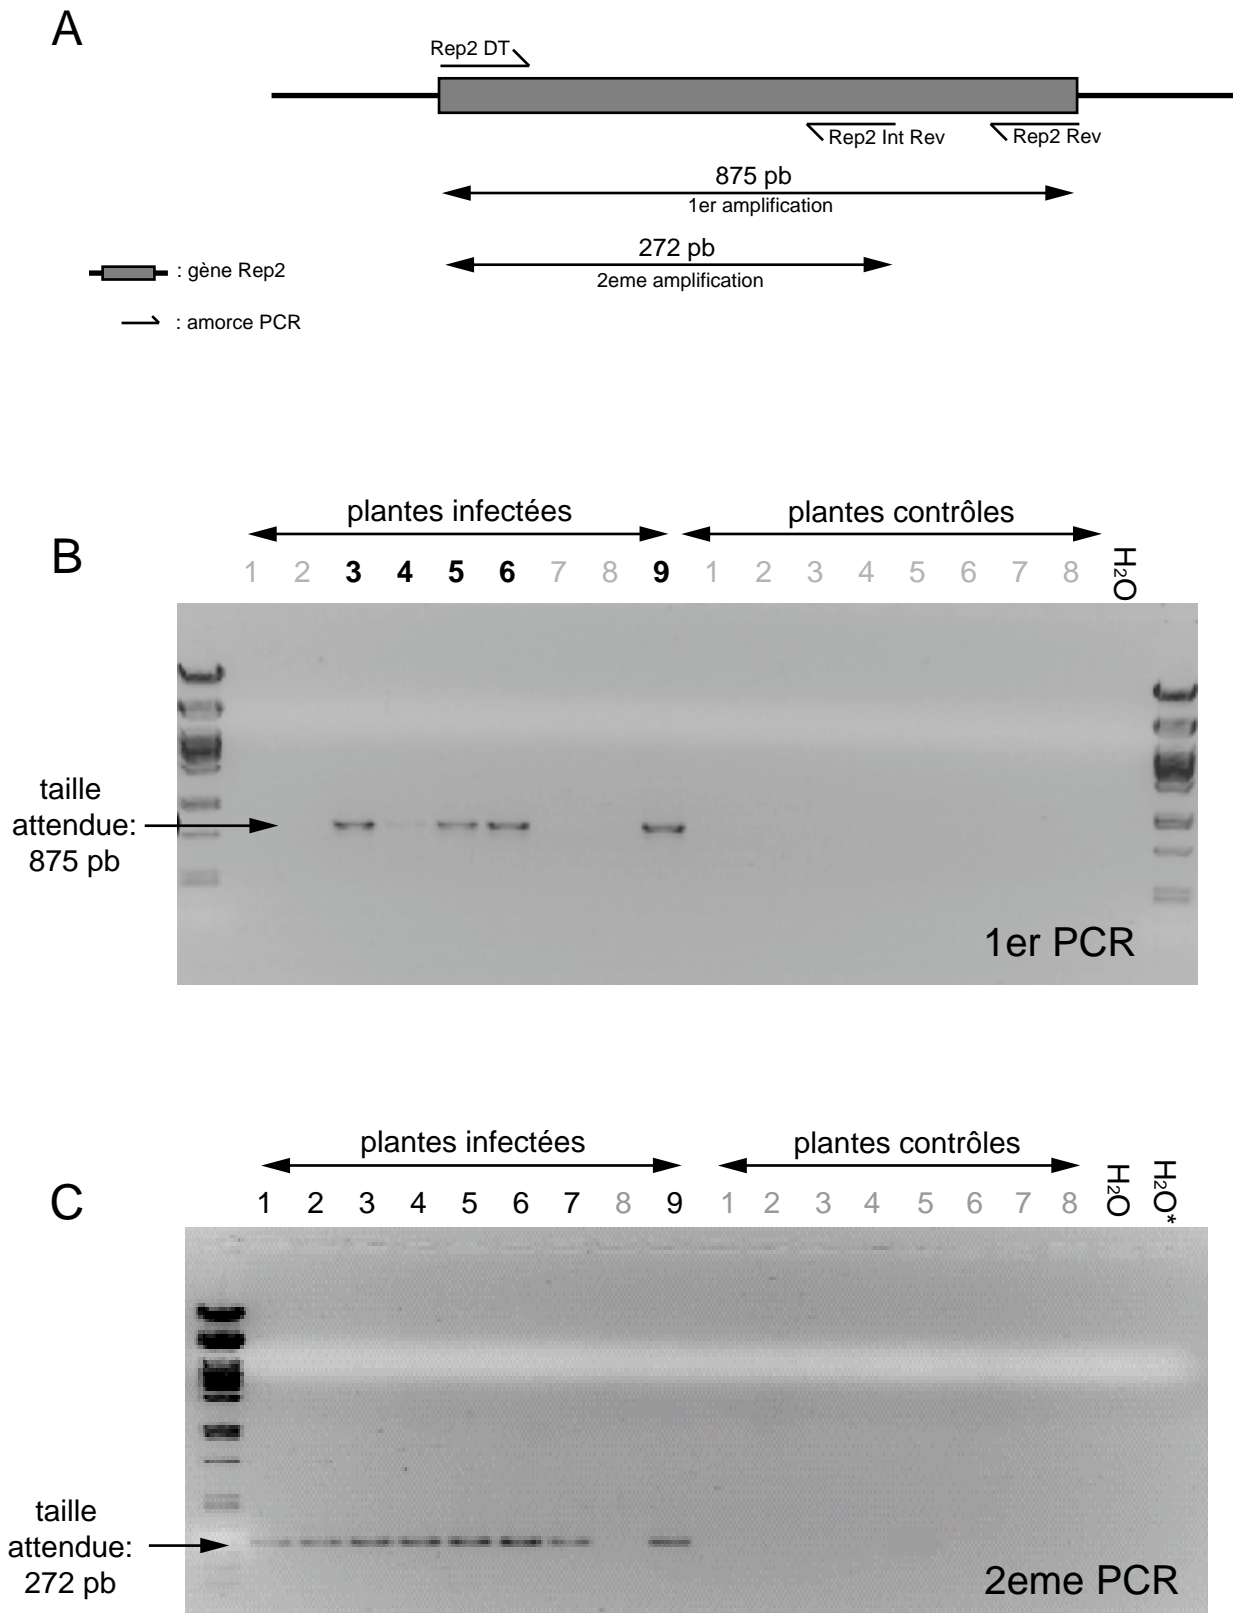 A
Rep2 DT
Rep2 Int Rev
Rep2 Rev
875 pb
1er amplification
272 pb
2eme amplification
: gène Rep2
: amorce PCR
plantes infectées
plantes contrôles
B
1 2 3 4 5 6 7 8 9 1 2 3 4 5 6 7 8 H₂O
taille
attendue:
875 pb
1er PCR
plantes infectées
plantes contrôles
C
1 2 3 4 5 6 7 8 9 1 2 3 4 5 6 7 8 H₂O H₂O*
taille
attendue:
272 pb
2eme PCR